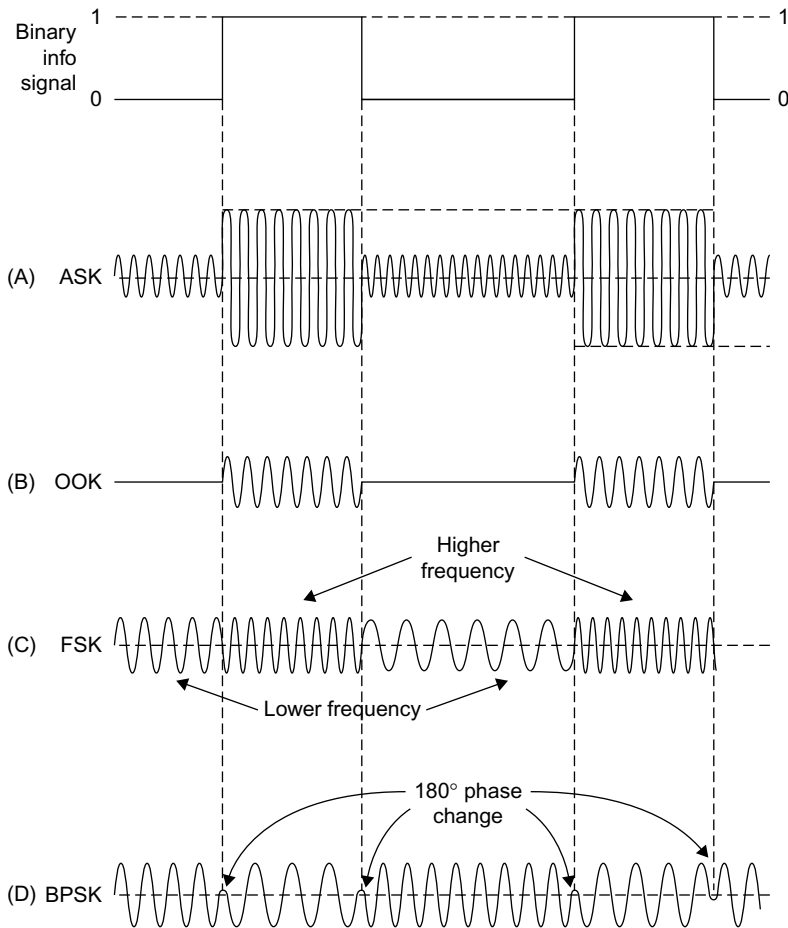 1
Binary
info
signal
0
1
0
(A) ASK
(B) OOK
Higher
frequency
(C) FSK
Lower frequency
180° phase
change
(D) BPSK